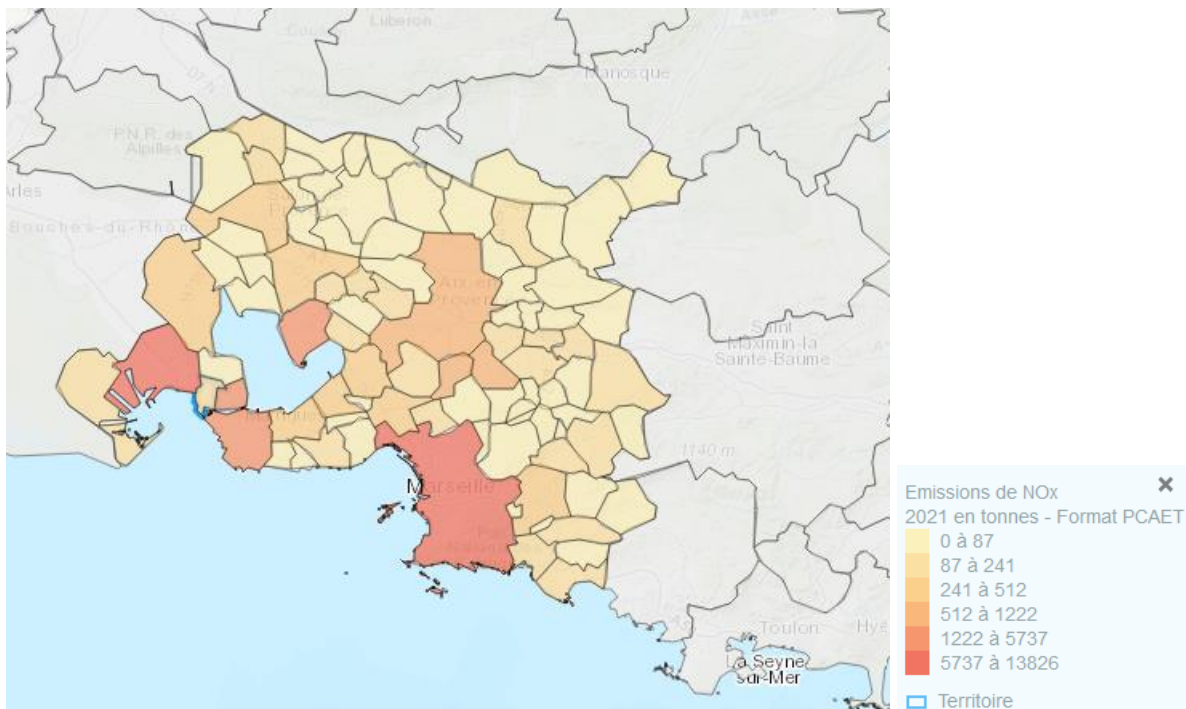 Luberon
Manosque
P.N.R. des
Alpilles
Arles
Bouches-du-Rhône
Aix-en-
Provence
Saint
Maximin-la
Sainte-Baume
1140 m
Marseille
Toulon
Hyè
La Seyne
sur-Mer
Emissions de NOx
2021 en tonnes - Format PCAET
0 à 87
87 à 241
241 à 512
512 à 1222
1222 à 5737
5737 à 13826
Territoire